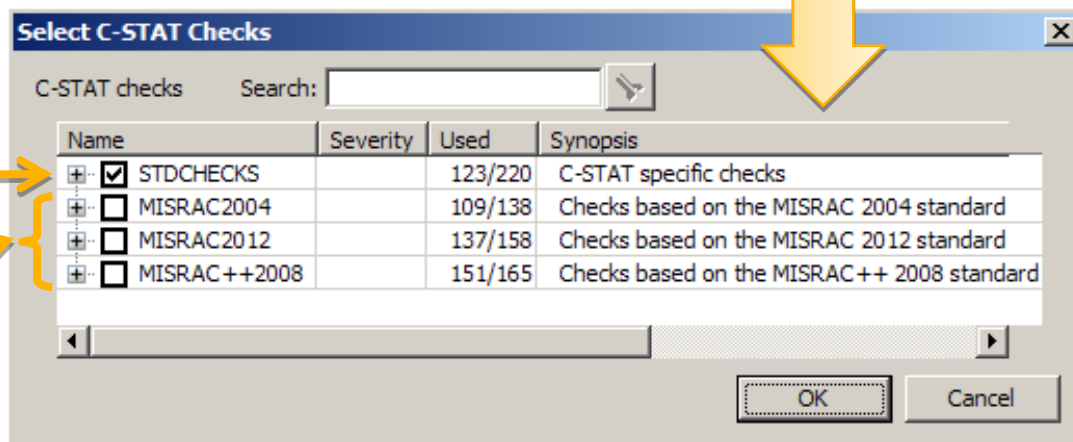 Select C-STAT Checks
C-STAT checks Search:
Name Severity Used Synopsis
STDCHECKS 123/220 C-STAT specific checks
MISRAC2004 109/138 Checks based on the MISRAC 2004 standard
MISRAC2012 137/158 Checks based on the MISRAC 2012 standard
MISRAC++2008 151/165 Checks based on the MISRAC++ 2008 standard
OK Cancel